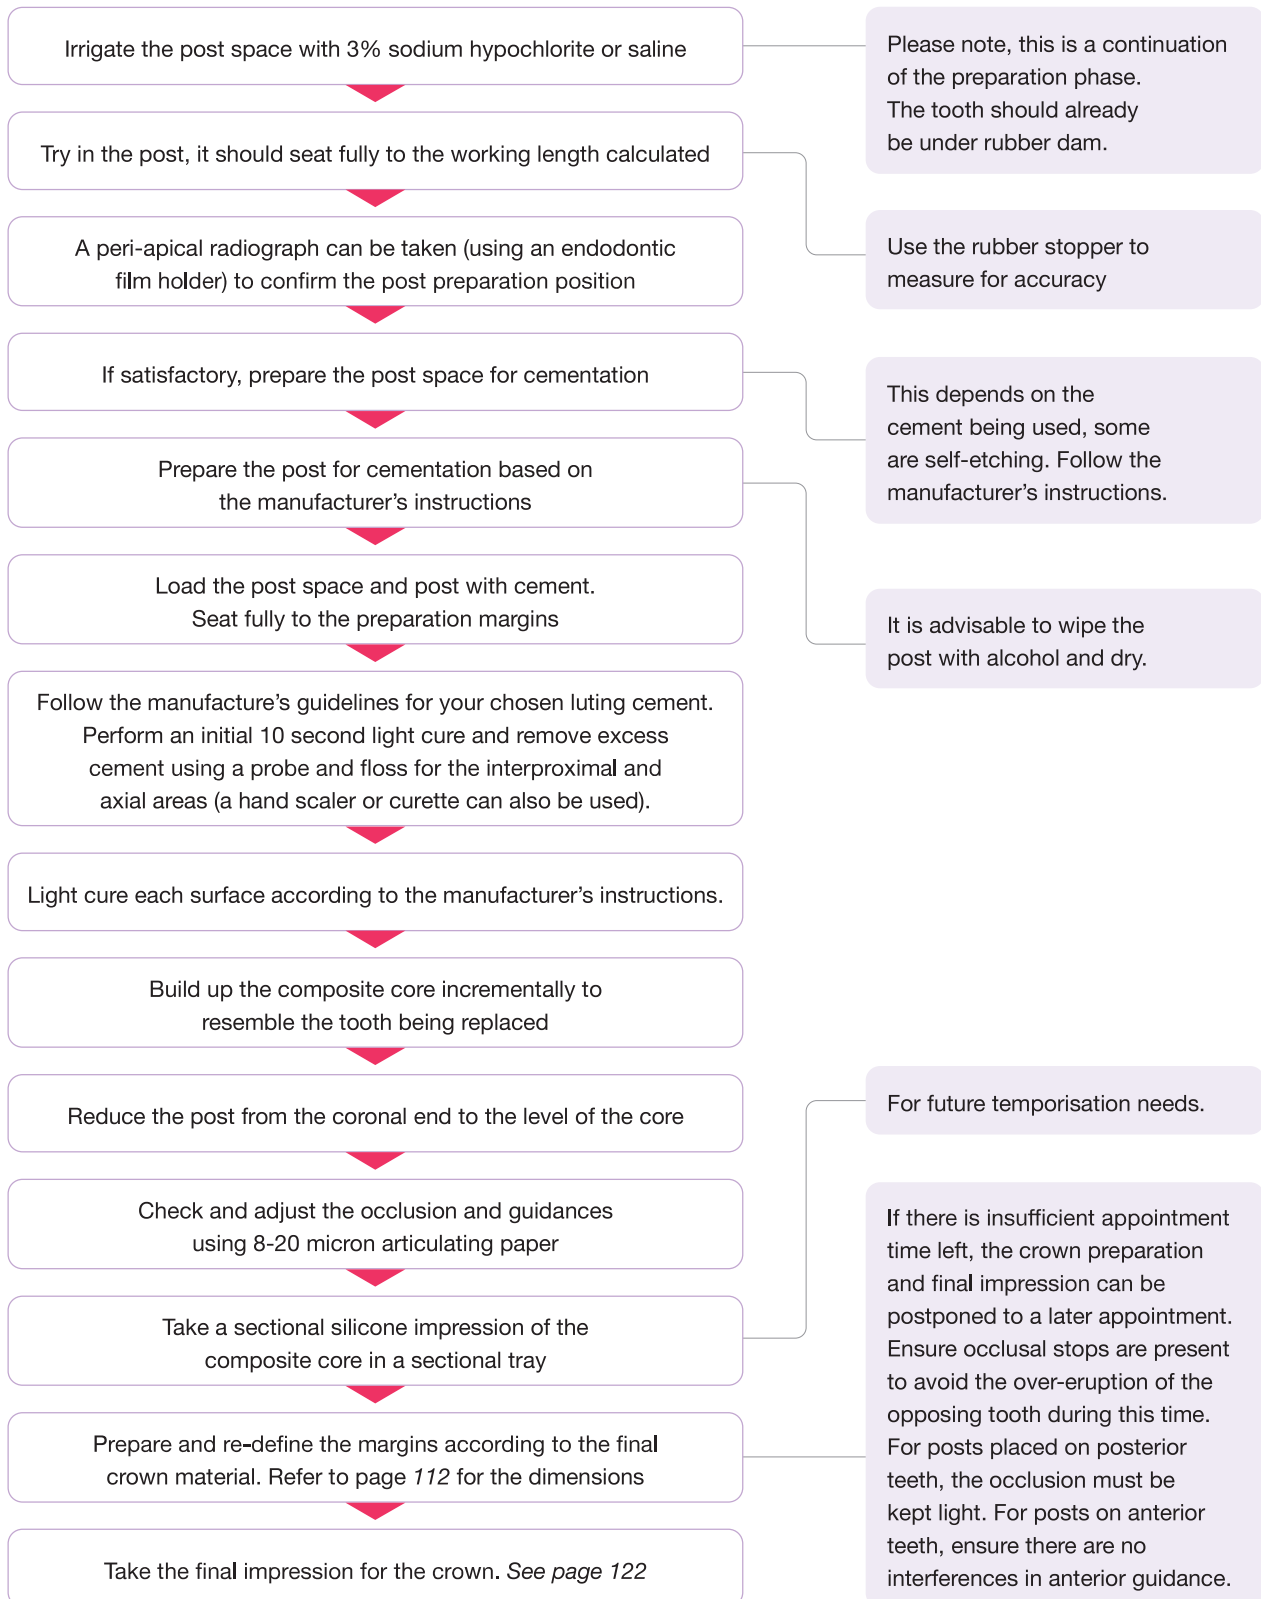 Irrigate the post space with 3% sodium hypochlorite or saline
Please note, this is a continuation
of the preparation phase.
The tooth should already
be under rubber dam.
Try in the post, it should seat fully to the working length calculated
Use the rubber stopper to
measure for accuracy
A peri-apical radiograph can be taken (using an endodontic
film holder) to confirm the post preparation position
If satisfactory, prepare the post space for cementation
This depends on the
cement being used, some
are self-etching. Follow the
manufacturer's instructions.
Prepare the post for cementation based on
the manufacturer's instructions
It is advisable to wipe the
post with alcohol and dry.
Load the post space and post with cement.
Seat fully to the preparation margins
Follow the manufacture's guidelines for your chosen luting cement.
Perform an initial 10 second light cure and remove excess
cement using a probe and floss for the interproximal and
axial areas (a hand scaler or curette can also be used).
Light cure each surface according to the manufacturer's instructions.
Build up the composite core incrementally to
resemble the tooth being replaced
Reduce the post from the coronal end to the level of the core
Check and adjust the occlusion and guidances
using 8-20 micron articulating paper
Take a sectional silicone impression of the
composite core in a sectional tray
For future temporisation needs.
Prepare and re-define the margins according to the final
crown material. Refer to page 112 for the dimensions
If there is insufficient appointment
time left, the crown preparation
and final impression can be
postponed to a later appointment.
Ensure occlusal stops are present
to avoid the over-eruption of the
opposing tooth during this time.
For posts placed on posterior
teeth, the occlusion must be
kept light. For posts on anterior
teeth, ensure there are no
interferences in anterior guidance.
Take the final impression for the crown. See page 122